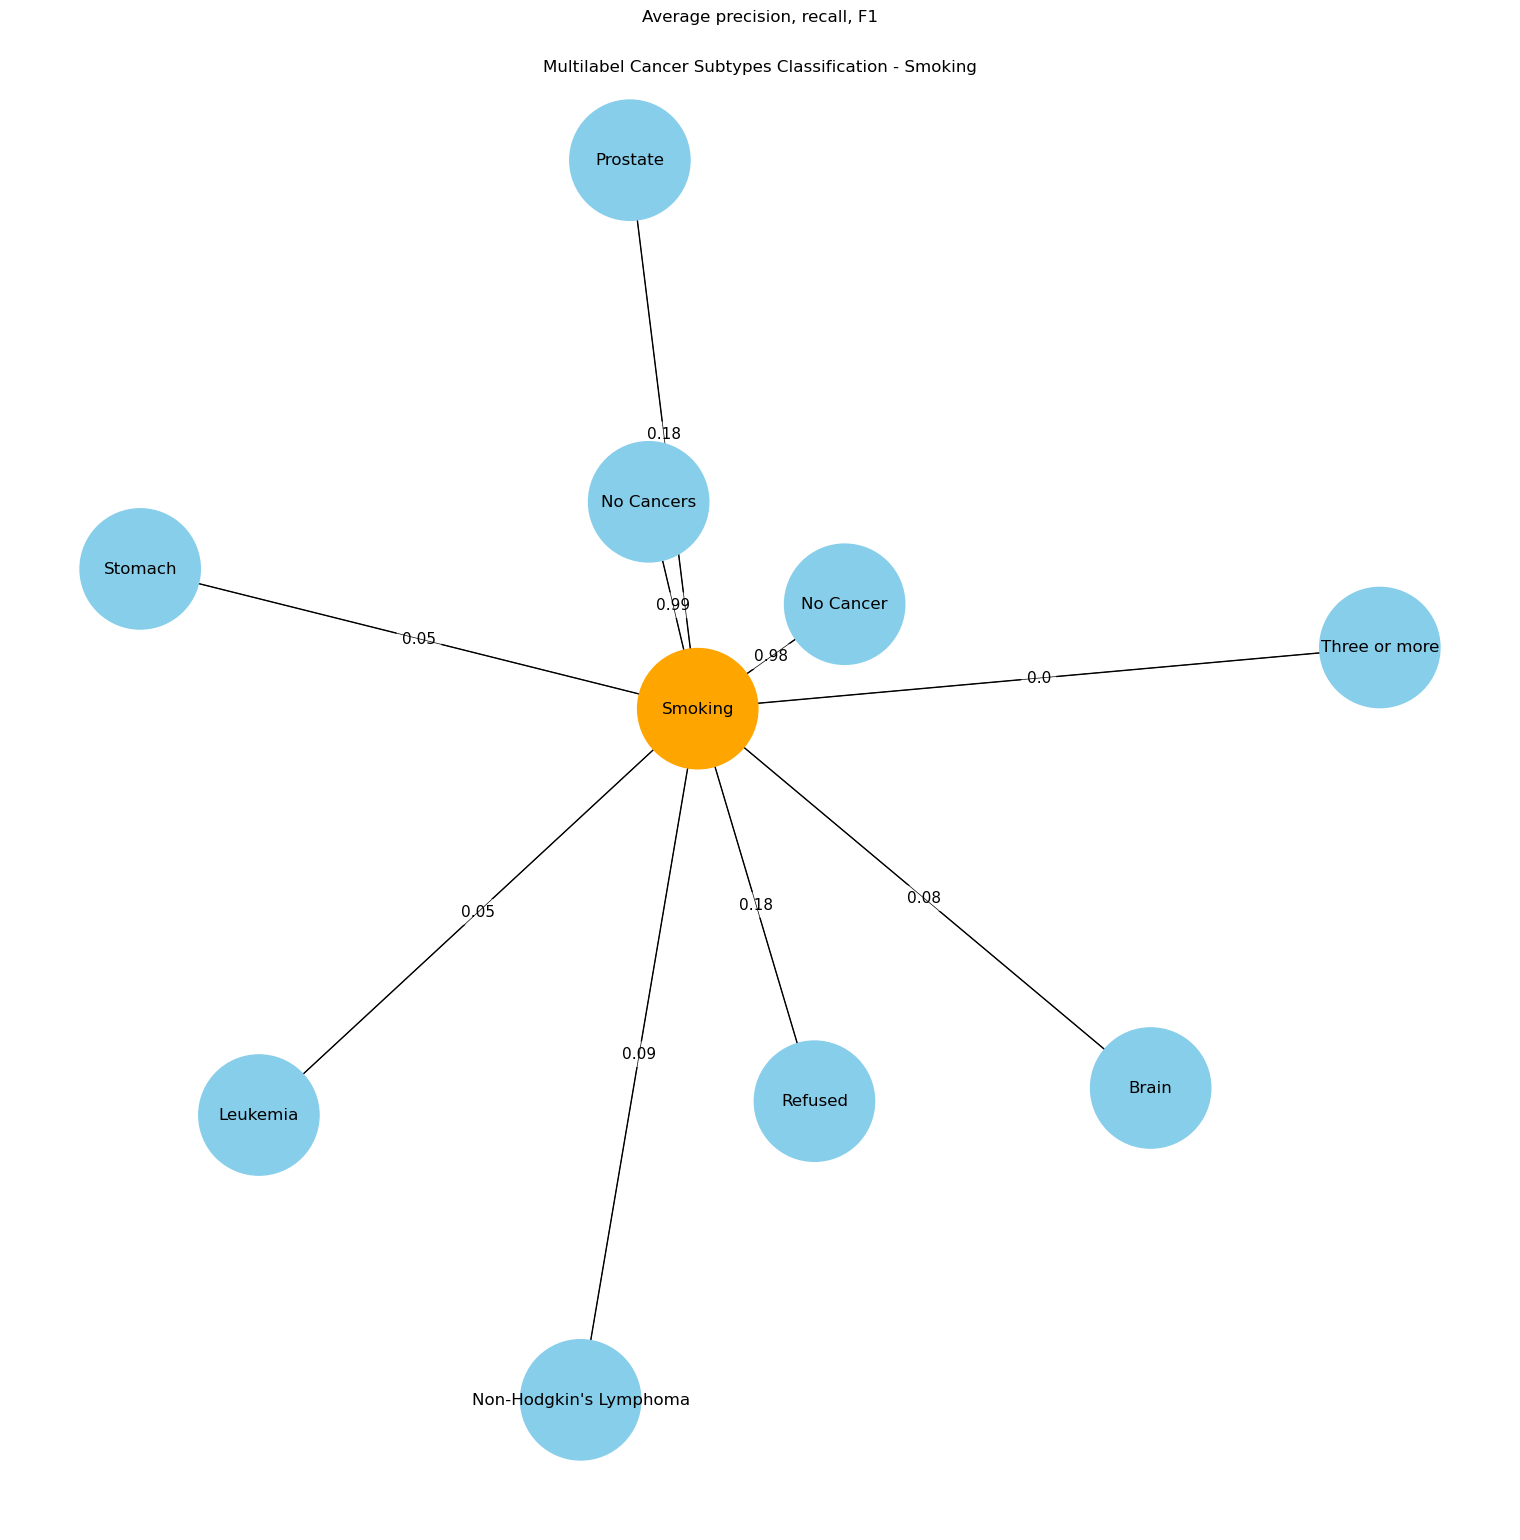 Average precision, recall, F1
Multilabel Cancer Subtypes Classification - Smoking
Prostate
0.18
No Cancers
Stomach
No Cancer
0.99
0.05
Three or more
0.98
0.0
Smoking
0.08
0.18
0.05
0.09
Brain
Refused
Leukemia
Non-Hodgkin's Lymphoma